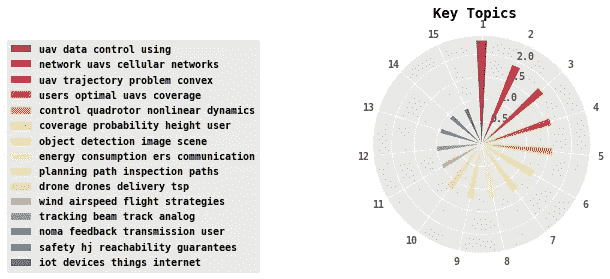 Key Topics
uav data control using
network uavs cellular networks
uav trajectory problem convex
users optimal uavs coverage
control quadrotor nonlinear dynamics
coverage probability height user
object detection image scene
energy consumption ers communication
planning path inspection paths
drone drones delivery tsp
wind airspeed flight strategies
tracking beam track analog
noma feedback transmission user
safety hj reachability guarantees
iot devices things internet
1
2
3
4
5
6
7
8
9
10
11
12
13
14
15
0.5
1.0
.5
2.0